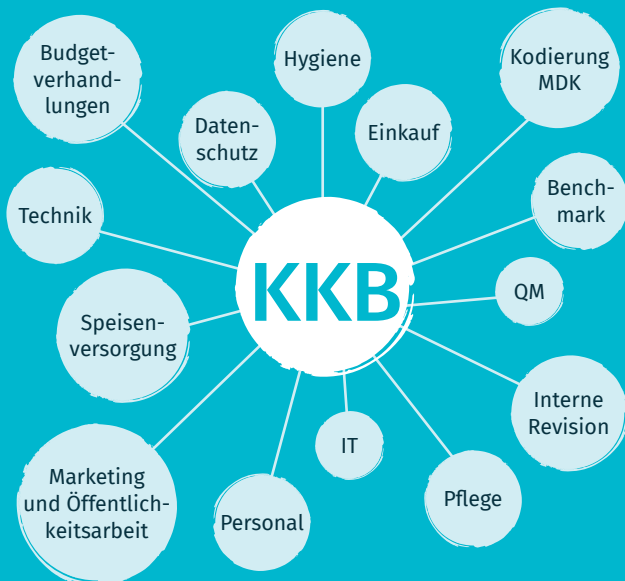 Budget-
verhand-
lungen
Hygiene
Kodierung
MDK
Daten-
schutz
Einkauf
Bench-
mark
Technik
KKB
QM
Speisen-
versorgung
Interne
Revision
IT
Marketing
und Öffentlich-
keitsarbeit
Personal
Pflege